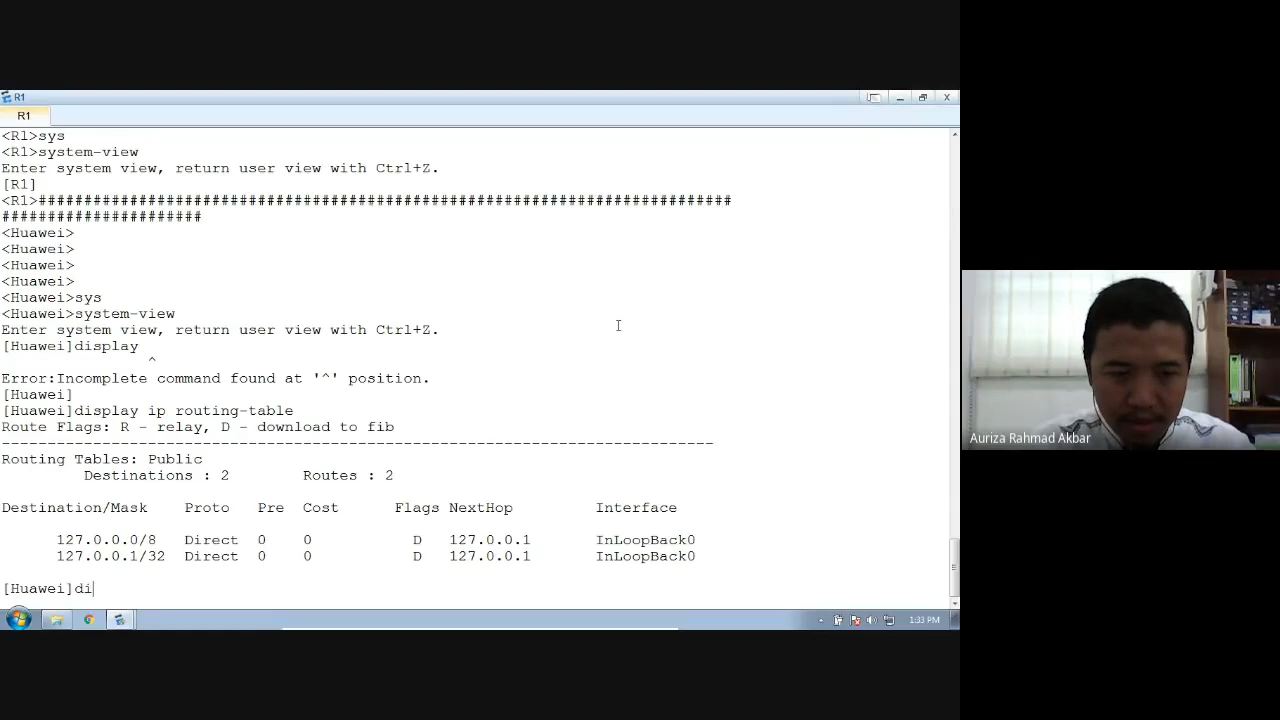 R1
R1
<R1>sys
<R1>system-view
Enter system view, return user view with Ctrl+Z.
[R1]
<R1>############################################################################
######################
<Huawei>
<Huawei>
<Huawei>
<Huawei>
<Huawei>sys
<Huawei>system-view
Enter system view, return user view with Ctrl+Z.
[Huawei]display
^
Error:Incomplete command found at '^' position.
[Huawei]
[Huawei]display ip routing-table
Route Flags: R - relay, D - download to fib
------------------------------------------------------------------------------
Routing Tables: Public
Destinations : 2 Routes : 2
Destination/Mask Proto Pre Cost Flags NextHop Interface
127.0.0.0/8 Direct 0 0 D 127.0.0.1 InLoopBack0
127.0.0.1/32 Direct 0 0 D 127.0.0.1 InLoopBack0
[Huawei]di
1:33 PM
Auriza Rahmad Akbar